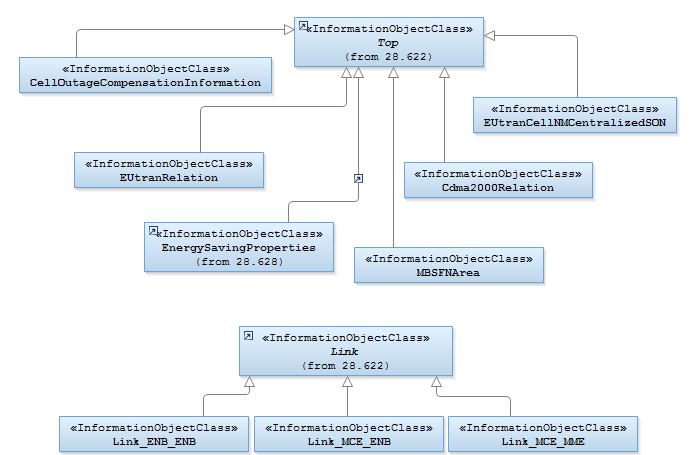 «InformationObjectClass»
Top
(from 28.622)
«InformationObjectClass»
CellOutageCompensationInformation
«InformationObjectClass»
EUtranCellNMCentralizedSON
«InformationObjectClass»
EUtranRelation
«InformationObjectClass»
Cdma2000Relation
«InformationObjectClass»
EnergySavingProperties
(from 28.628)
«InformationObjectClass»
MBSFNArea
«InformationObjectClass»
Link
(from 28.622)
«InformationObjectClass»
Link_ENB_ENB
«InformationObjectClass»
Link_MCE_ENB
«InformationObjectClass»
Link_MCE_MME